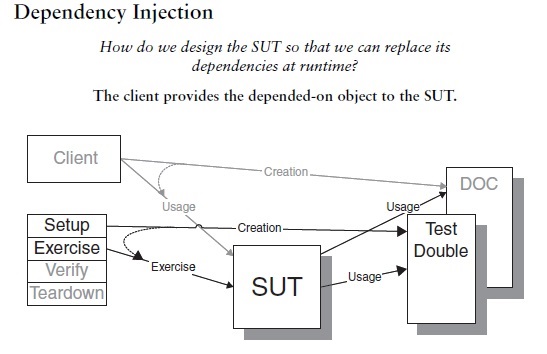 Dependency Injection
How do we design the SUT so that we can replace its
dependencies at runtime?
The client provides the depended-on object to the SUT.
Client
Creation
DOC
Usage
Usage
Setup
Creation
Test
Double
Exercise
Exercise
Verify
Teardown
SUT
Usage